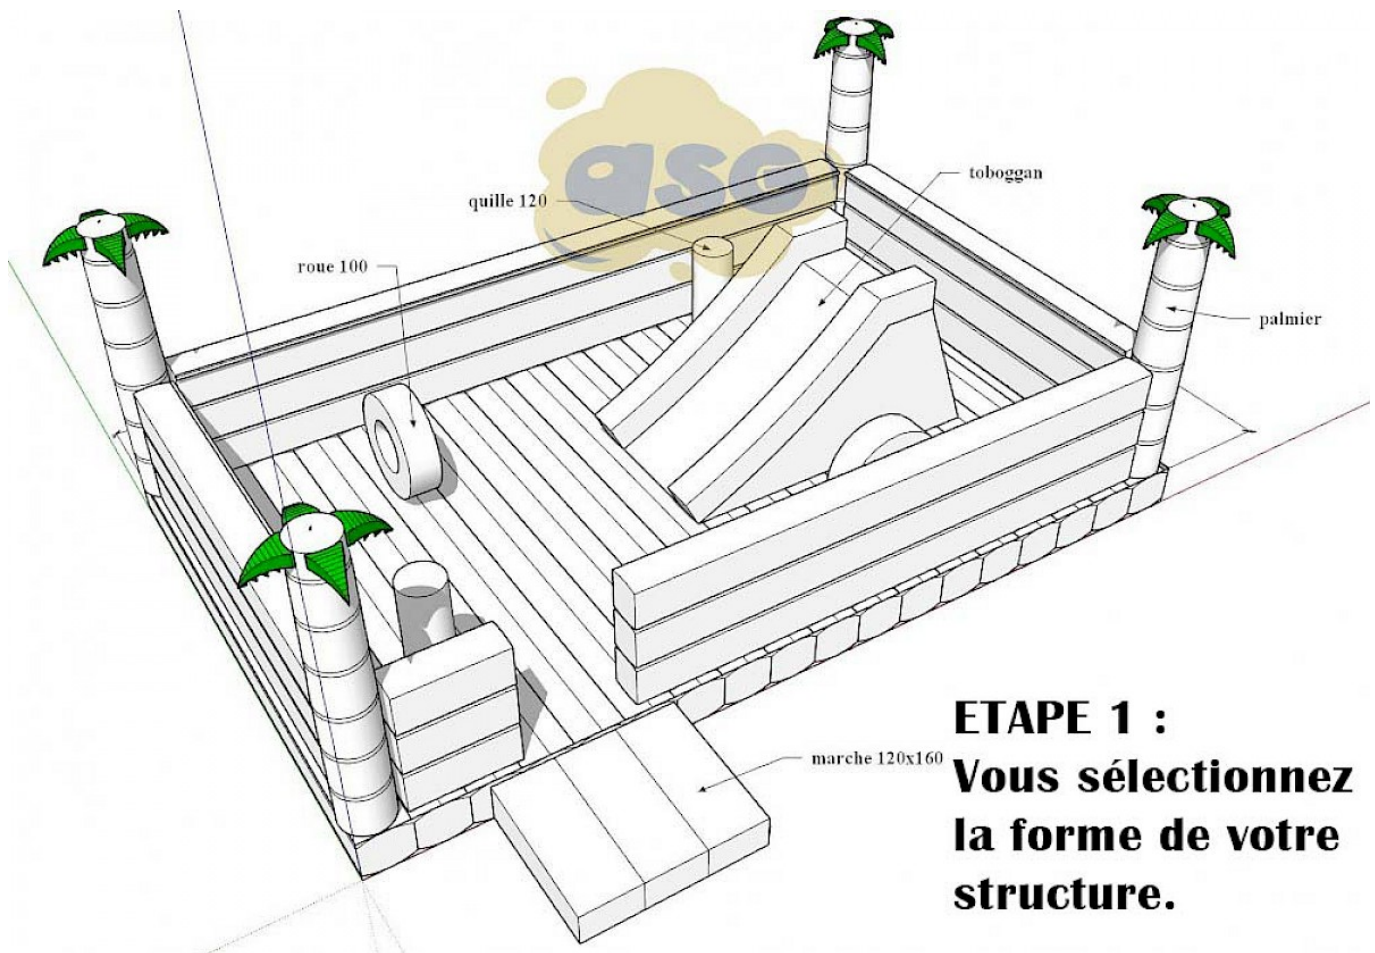 aso
toboggan
quille 120
roue 100
palmier
marche 120x160
ETAPE 1 :
Vous sélectionnez
la forme de votre
structure.